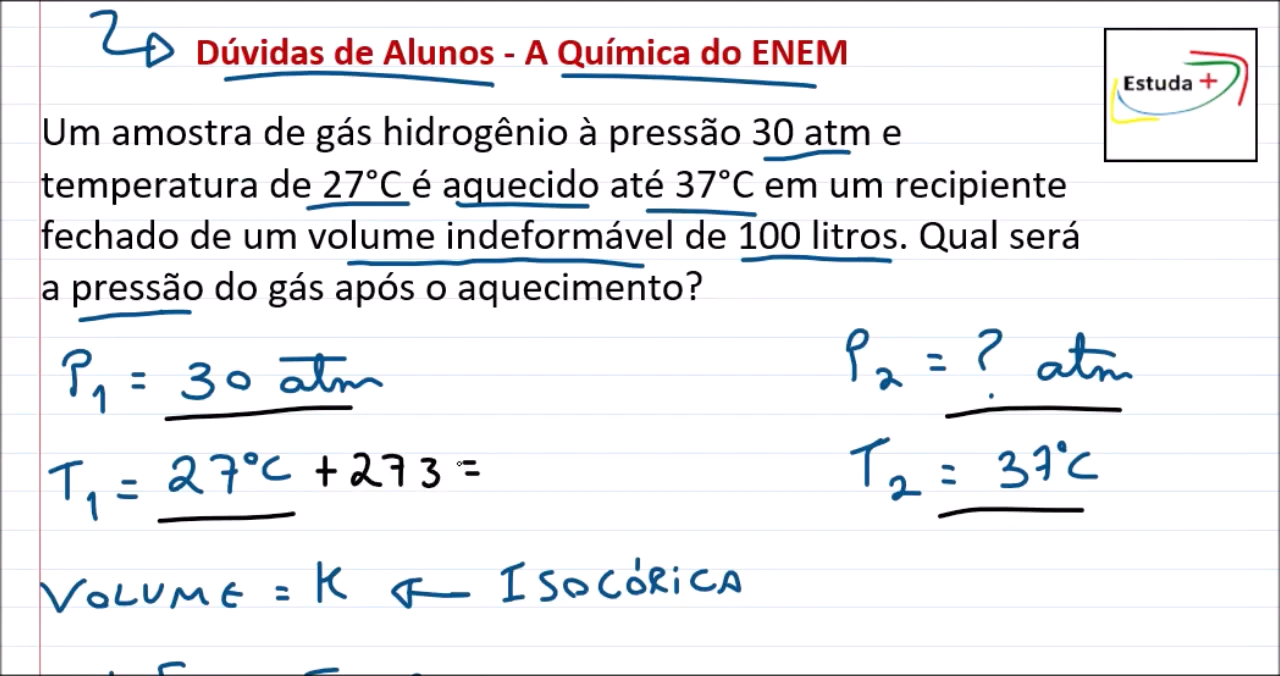 Dúvidas de Alunos - A Química do ENEM
Estuda +
Um amostra de gás hidrogênio à pressão 30 atm e
temperatura de 27°C é aquecido até 37°C em um recipiente
fechado de um volume indeformável de 100 litros. Qual será
a pressão do gás após o aquecimento?
P1 = 30 atm
P2 = ? atm
T1 = 27°C +273 =
T2 = 37°C
VOLUME = K ← ISOCÓRICA